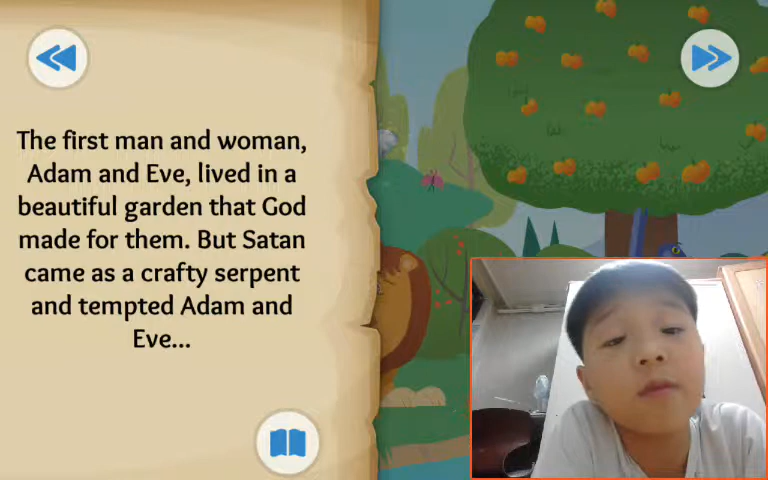 The first man and woman,
Adam and Eve, lived in a
beautiful garden that God
made for them. But Satan
came as a crafty serpent
and tempted Adam and
Eve...